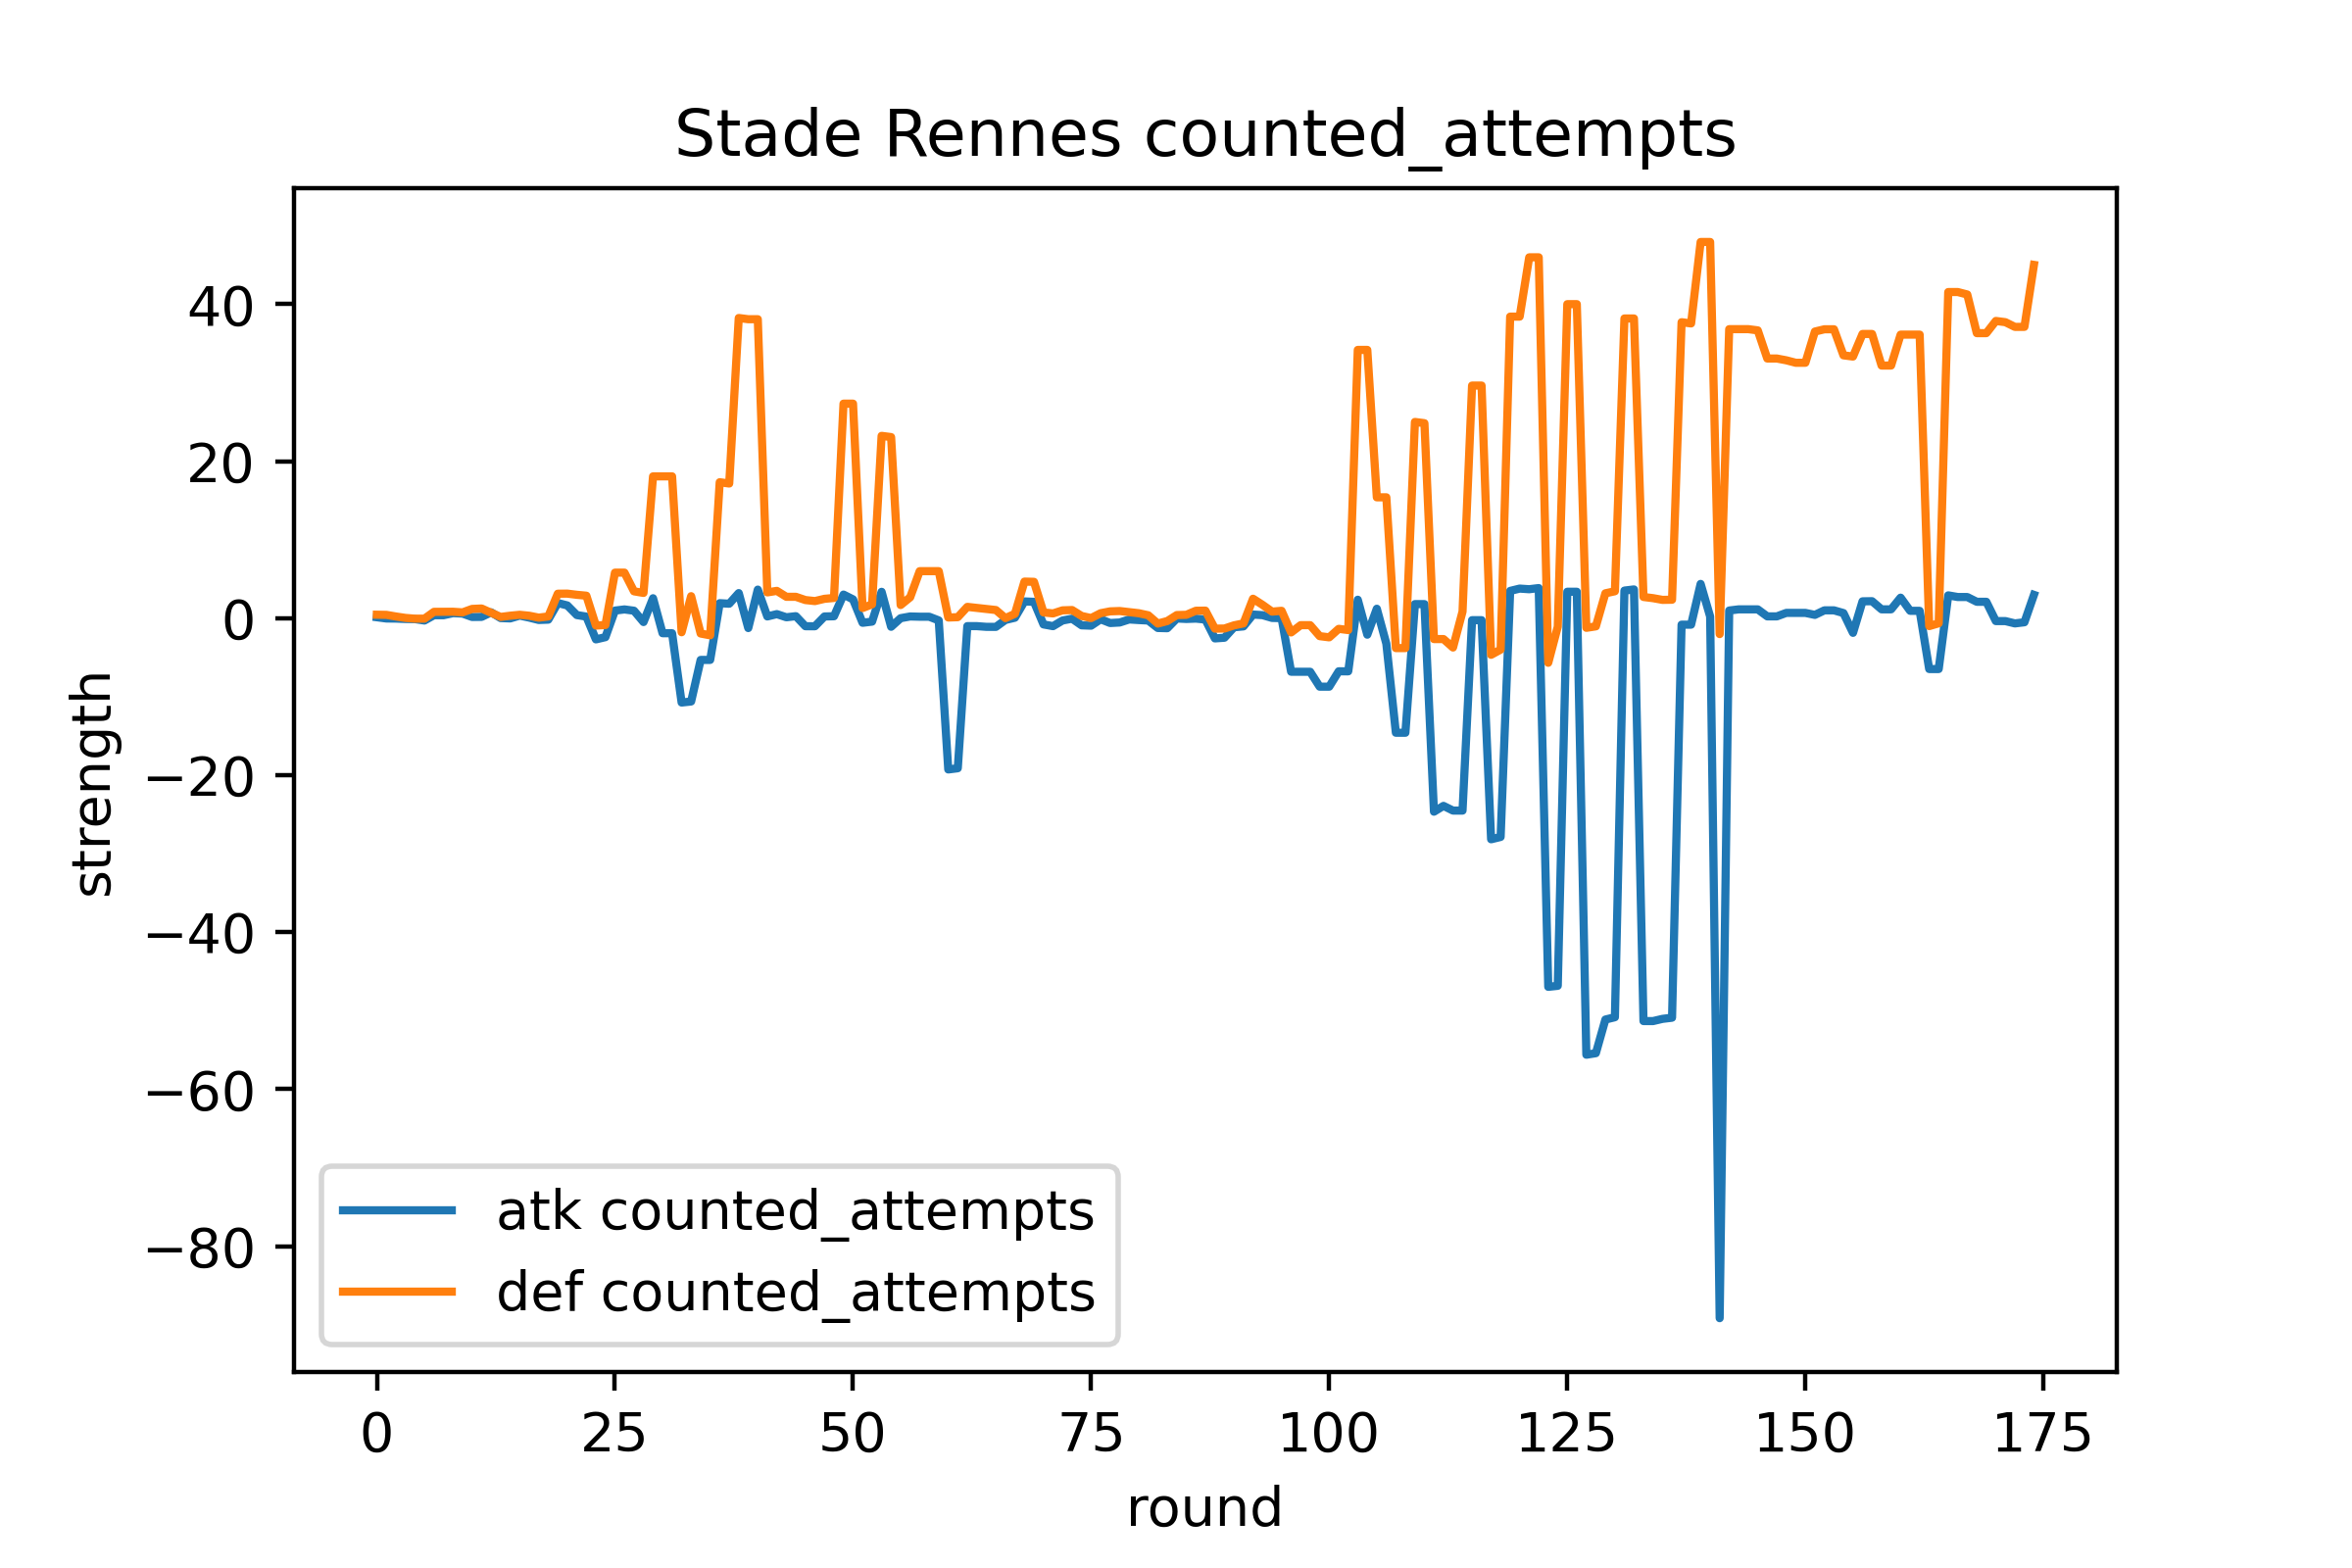 Stade Rennes counted_attempts
strength
40
20
0
−20
−40
−60
−80
atk counted_attempts
def counted_attempts
0 25 50 75 100 125 150 175
round